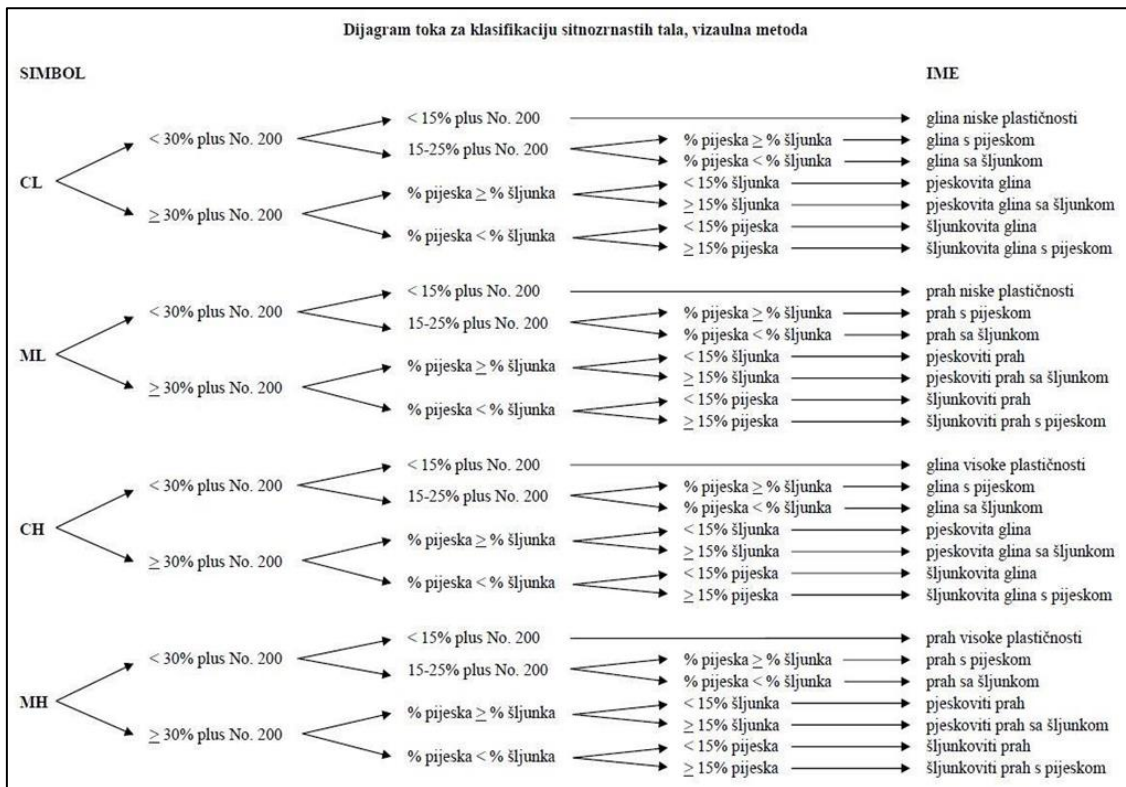 Dijagram toka za klasifikaciju sitnozrnastih tala, vizaulna metoda
SIMBOL IME
< 15% plus No. 200 glina niske plastičnosti
< 30% plus No. 200
15-25% plus No. 200 % pijeska ≥ % šljunka glina s pijeskom
% pijeska < % šljunka glina sa šljunkom
CL
< 15% šljunka pjeskovita glina
% pijeska ≥ % šljunka
≥ 30% plus No. 200 ≥ 15% šljunka pjeskovita glina sa šljunkom
< 15% pijeska šljunkovita glina
% pijeska < % šljunka
≥ 15% pijeska šljunkovita glina s pijeskom
< 15% plus No. 200 prah niske plastičnosti
< 30% plus No. 200
15-25% plus No. 200 % pijeska ≥ % šljunka prah s pijeskom
% pijeska < % šljunka prah sa šljunkom
ML
< 15% šljunka pjeskoviti prah
% pijeska ≥ % šljunka
≥ 30% plus No. 200 ≥ 15% šljunka pjeskoviti prah sa šljunkom
< 15% pijeska šljunkoviti prah
% pijeska < % šljunka
≥ 15% pijeska šljunkoviti prah s pijeskom
< 15% plus No. 200 glina visoke plastičnosti
< 30% plus No. 200
15-25% plus No. 200 % pijeska ≥ % šljunka glina s pijeskom
% pijeska < % šljunka glina sa šljunkom
CH
< 15% šljunka pjeskovita glina
% pijeska ≥ % šljunka
≥ 30% plus No. 200 ≥ 15% šljunka pjeskovita glina sa šljunkom
< 15% pijeska šljunkovita glina
% pijeska < % šljunka
≥ 15% pijeska šljunkovita glina s pijeskom
< 15% plus No. 200 prah visoke plastičnosti
< 30% plus No. 200
15-25% plus No. 200 % pijeska ≥ % šljunka prah s pijeskom
% pijeska < % šljunka prah sa šljunkom
MH
< 15% šljunka pjeskoviti prah
% pijeska ≥ % šljunka
≥ 30% plus No. 200 ≥ 15% šljunka pjeskoviti prah sa šljunkom
< 15% pijeska šljunkoviti prah
% pijeska < % šljunka
≥ 15% pijeska šljunkoviti prah s pijeskom